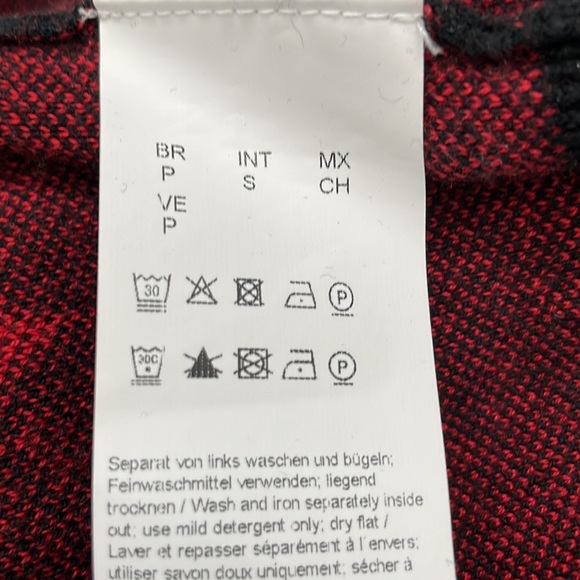 BR INT MX
P S CH
VE
P
30 P
30C P
Separat von links waschen und bügeln;
Feinwaschmittel verwenden; liegend
trocknen / Wash and iron separately inside
out; use mild detergent only; dry flat /
Laver et repasser séparément à l'envers;
utiliser savon doux uniquement; sécher à